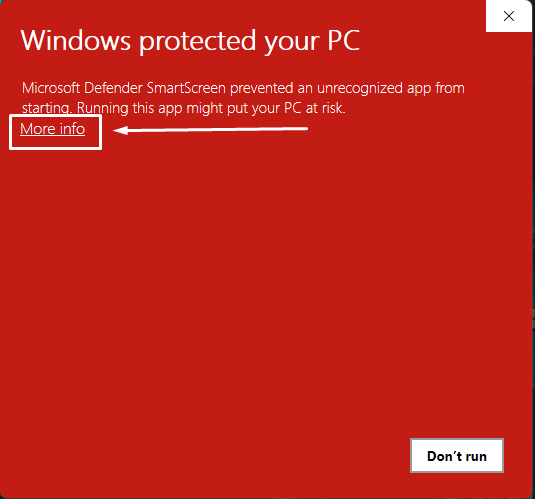 Windows protected your PC
Microsoft Defender SmartScreen prevented an unrecognized app from
starting. Running this app might put your PC at risk.
More info
Don't run